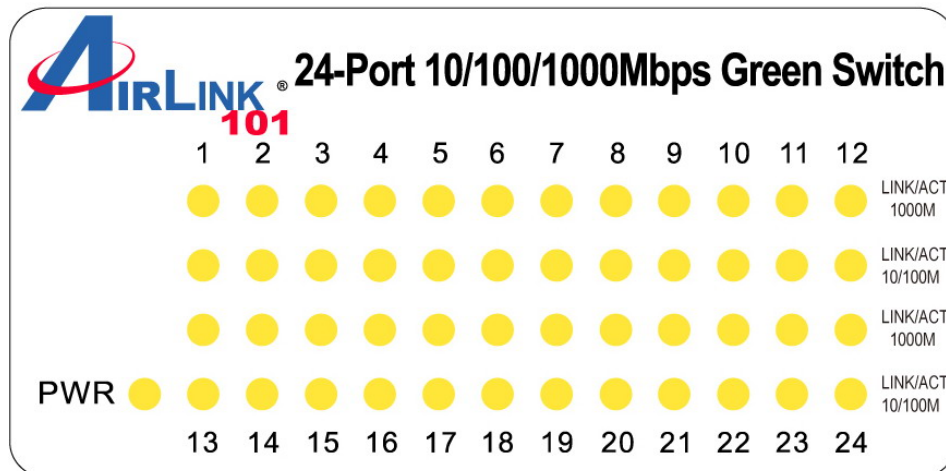 AIRLINK ® 24-Port 10/100/1000Mbps Green Switch
101
1 2 3 4 5 6 7 8 9 10 11 12
LINK/ACT
1000M
LINK/ACT
10/100M
LINK/ACT
1000M
PWR
LINK/ACT
10/100M
13 14 15 16 17 18 19 20 21 22 23 24